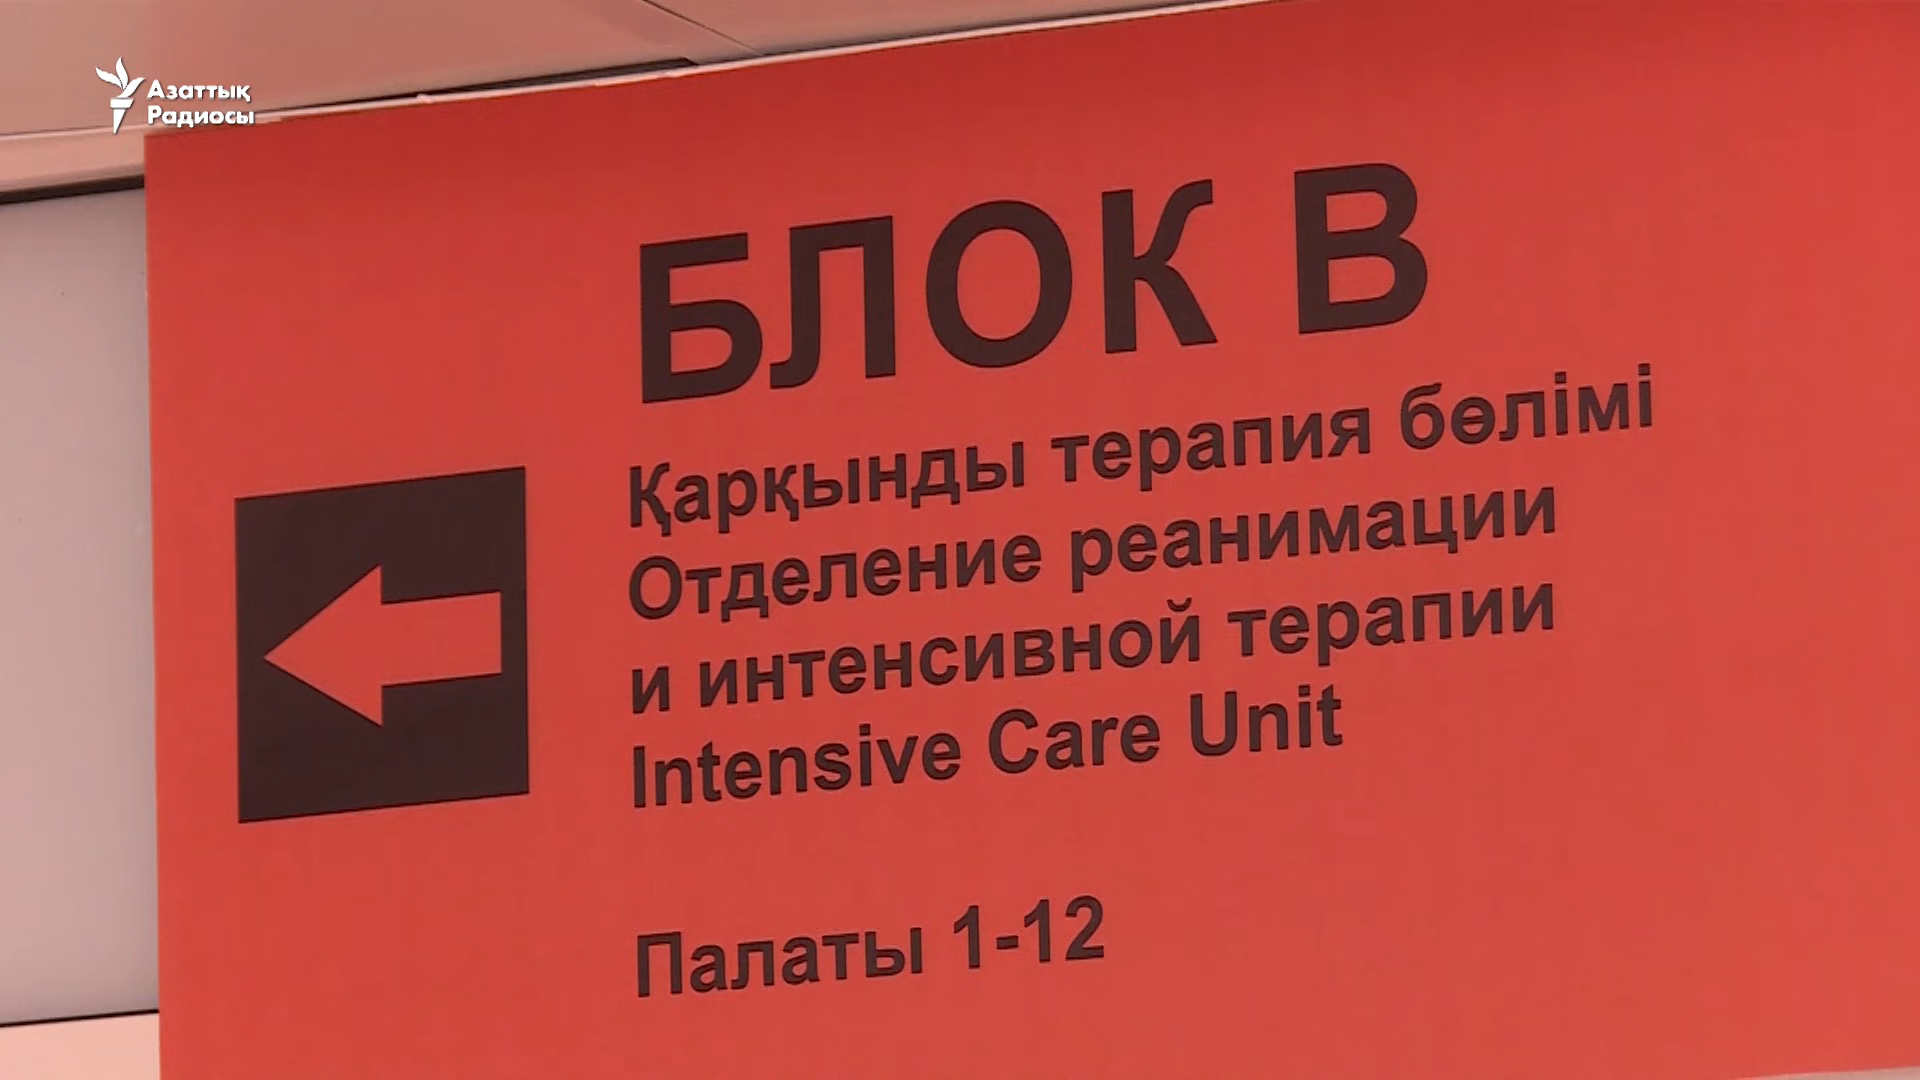 Азаттық
Радиосы
БЛОК В
Қарқынды терапия бөлімі
Отделение реанимации
и интенсивной терапии
Intensive Care Unit
Палаты 1-12